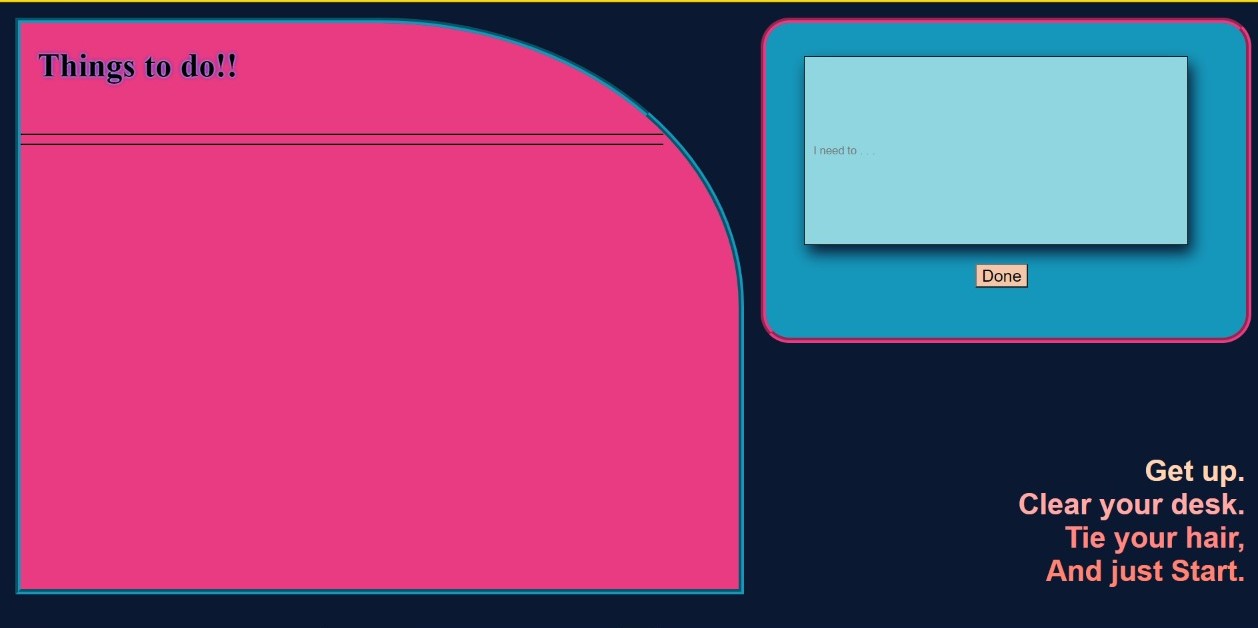 Things to do!!
I need to . . .
Done
Get up.
Clear your desk.
Tie your hair,
And just Start.